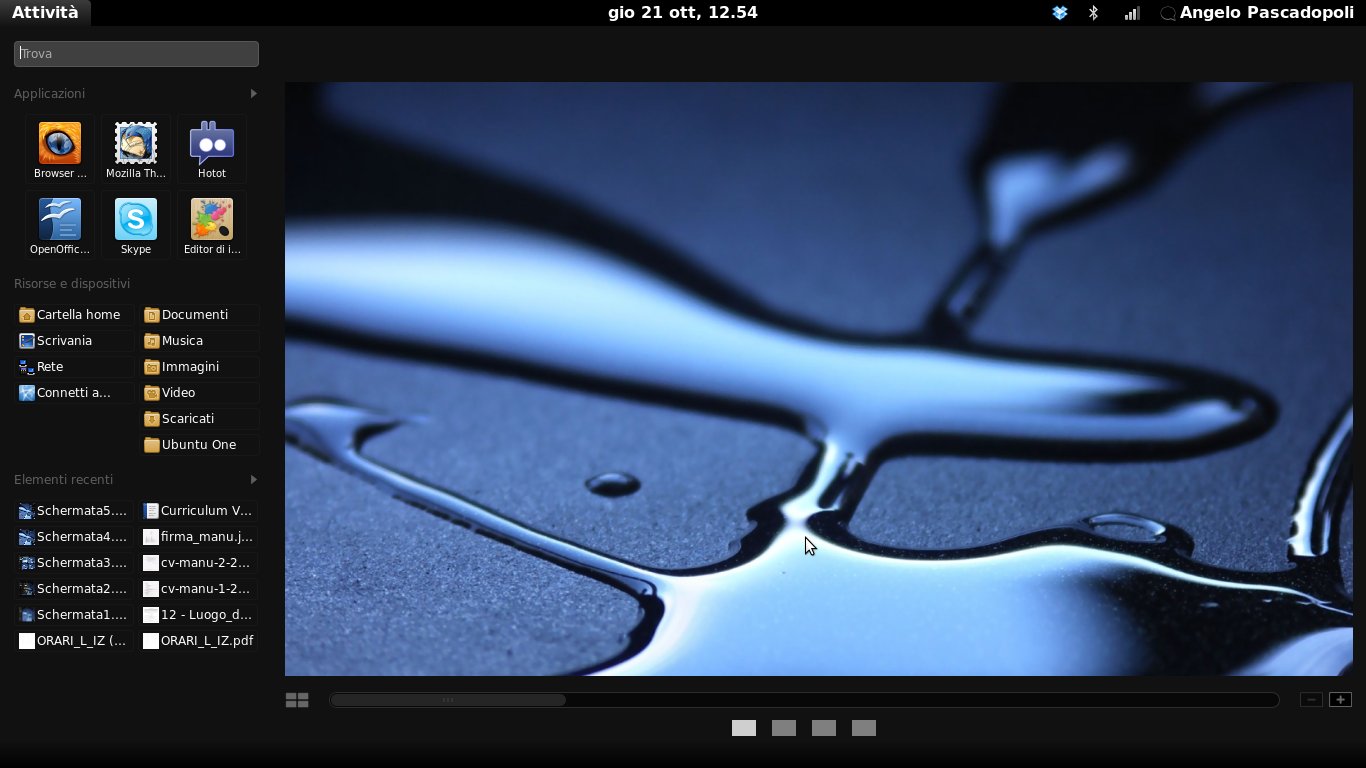 Attività
gio 21 ott, 12.54
Angelo Pascadopoli
Trova
Applicazioni
Browser ...
Mozilla Th...
Hotot
OpenOffic...
Skype
Editor di i...
Risorse e dispositivi
Cartella home
Documenti
Scrivania
Musica
Rete
Immagini
Connetti a...
Video
Scaricati
Ubuntu One
Elementi recenti
Schermata5....
Curriculum V...
Schermata4....
firma_manu.j...
Schermata3....
cv-manu-2-2...
Schermata2....
cv-manu-1-2...
Schermata1....
12 - Luogo_d...
ORARI_L_IZ (...
ORARI_L_IZ.pdf